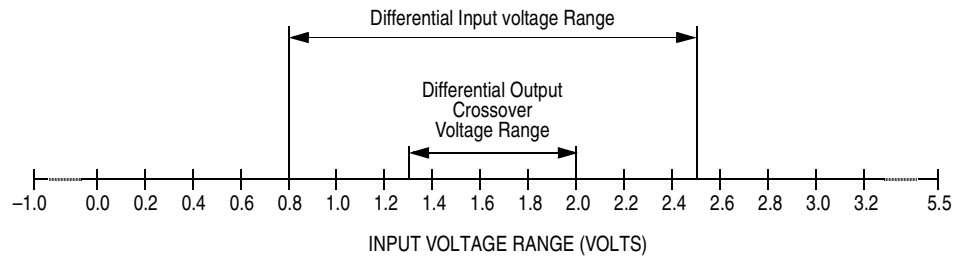 Differential Input voltage Range
Differential Output
Crossover
Voltage Range
–1.0 0.0 0.2 0.4 0.6 0.8 1.0 1.2 1.4 1.6 1.8 2.0 2.2 2.4 2.6 2.8 3.0 3.2 5.5
INPUT VOLTAGE RANGE (VOLTS)